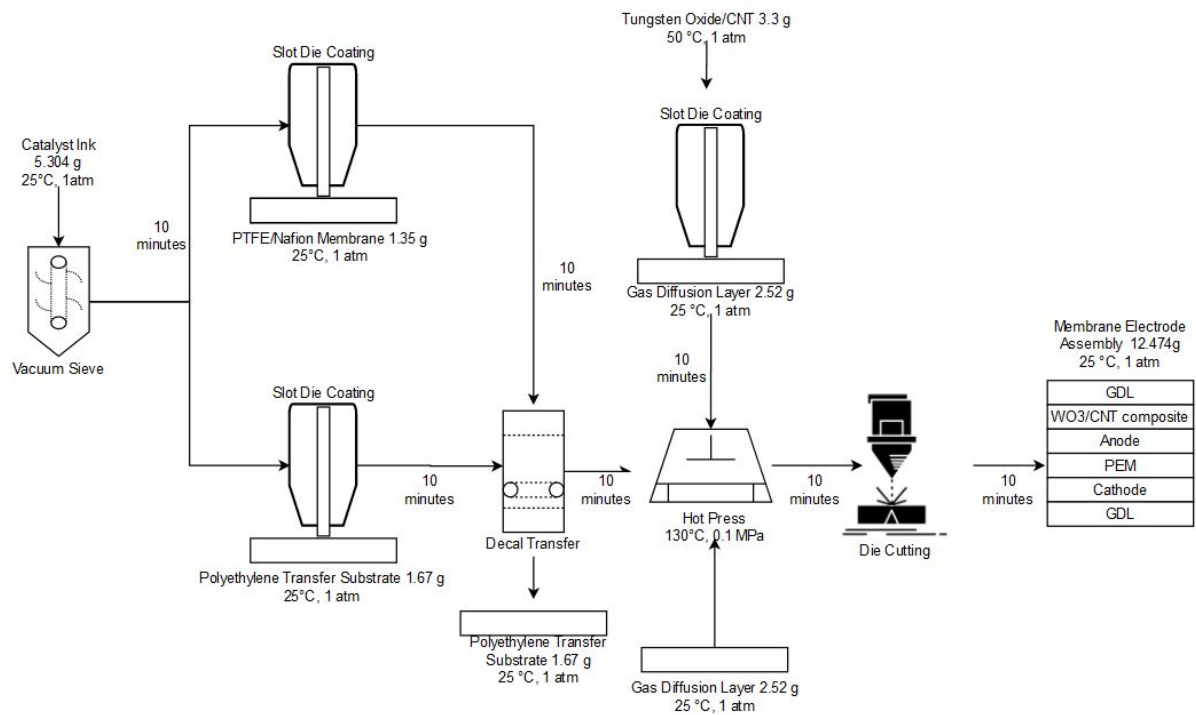 Tungsten Oxide/CNT 3.3 g
50 °C, 1 atm
Slot Die Coating
Slot Die Coating
Catalyst Ink
5.304 g
25°C, 1atm
10
minutes
PTFE/Nafion Membrane 1.35 g
25°C, 1 atm
10
minutes
Gas Diffusion Layer 2.52 g
25 °C, 1 atm
Membrane Electrode
Assembly 12.474g
25 °C, 1 atm
Vacuum Sieve
10
minutes
Slot Die Coating
GDL
WO3/CNT composite
Anode
PEM
Cathode
GDL
10
minutes
10
minutes
10
minutes
10
minutes
Decal Transfer
Hot Press
130°C, 0.1 MPa
Die Cutting
Polyethylene Transfer Substrate 1.67 g
25°C, 1 atm
Polyethylene Transfer
Substrate 1.67 g
25 °C, 1 atm
Gas Diffusion Layer 2.52 g
25 °C, 1 atm